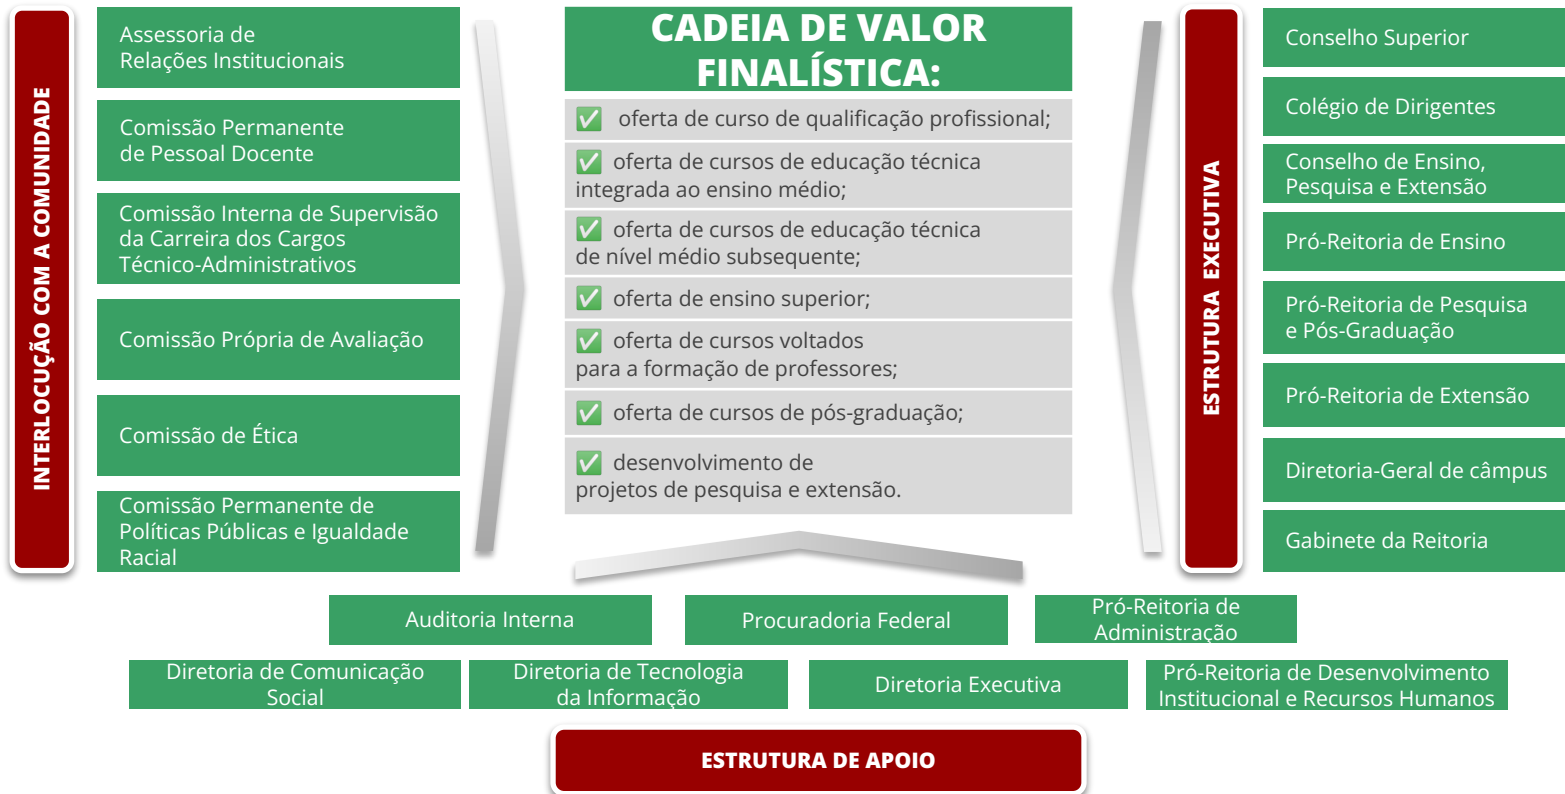 INTERLOCUÇÃO COM A COMUNIDADE
Assessoria de
Relações Institucionais
Comissão Permanente
de Pessoal Docente
Comissão Interna de Supervisão
da Carreira dos Cargos
Técnico-Administrativos
Comissão Própria de Avaliação
Comissão de Ética
Comissão Permanente de
Políticas Públicas e Igualdade
Racial
CADEIA DE VALOR
FINALÍSTICA:
✅ oferta de curso de qualificação profissional;
✅ oferta de cursos de educação técnica
integrada ao ensino médio;
✅ oferta de cursos de educação técnica
de nível médio subsequente;
✅ oferta de ensino superior;
✅ oferta de cursos voltados
para a formação de professores;
✅ oferta de cursos de pós-graduação;
✅ desenvolvimento de
projetos de pesquisa e extensão.
ESTRUTURA EXECUTIVA
Conselho Superior
Colégio de Dirigentes
Conselho de Ensino,
Pesquisa e Extensão
Pró-Reitoria de Ensino
Pró-Reitoria de Pesquisa
e Pós-Graduação
Pró-Reitoria de Extensão
Diretoria-Geral de câmpus
Gabinete da Reitoria
Auditoria Interna
Procuradoria Federal
Pró-Reitoria de
Administração
Diretoria de Comunicação
Social
Diretoria de Tecnologia
da Informação
Diretoria Executiva
Pró-Reitoria de Desenvolvimento
Institucional e Recursos Humanos
ESTRUTURA DE APOIO